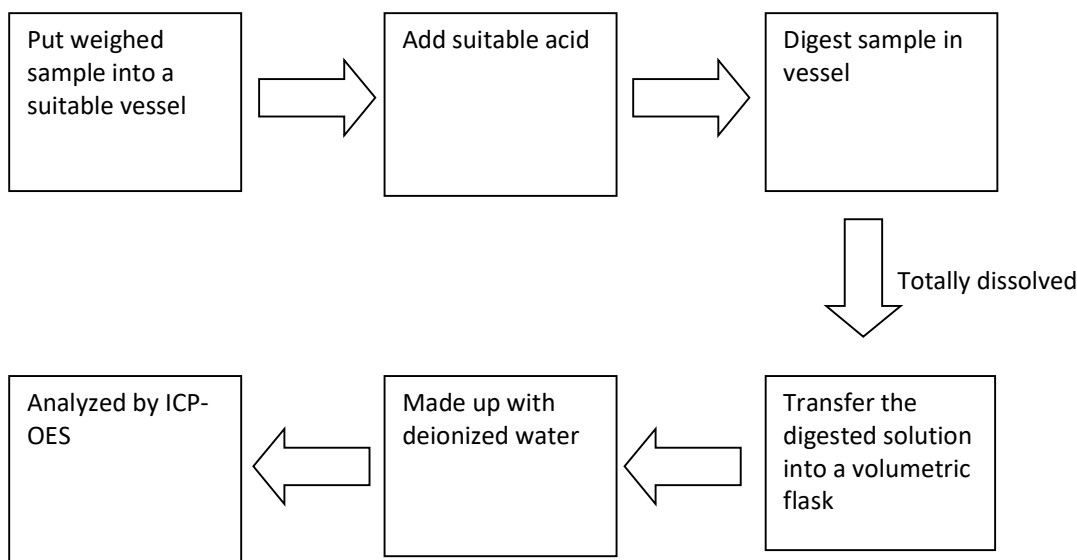 Put weighed
sample into a
suitable vessel
Add suitable acid
Digest sample in
vessel
Totally dissolved
Transfer the
digested solution
into a volumetric
flask
Made up with
deionized water
Analyzed by ICP-
OES